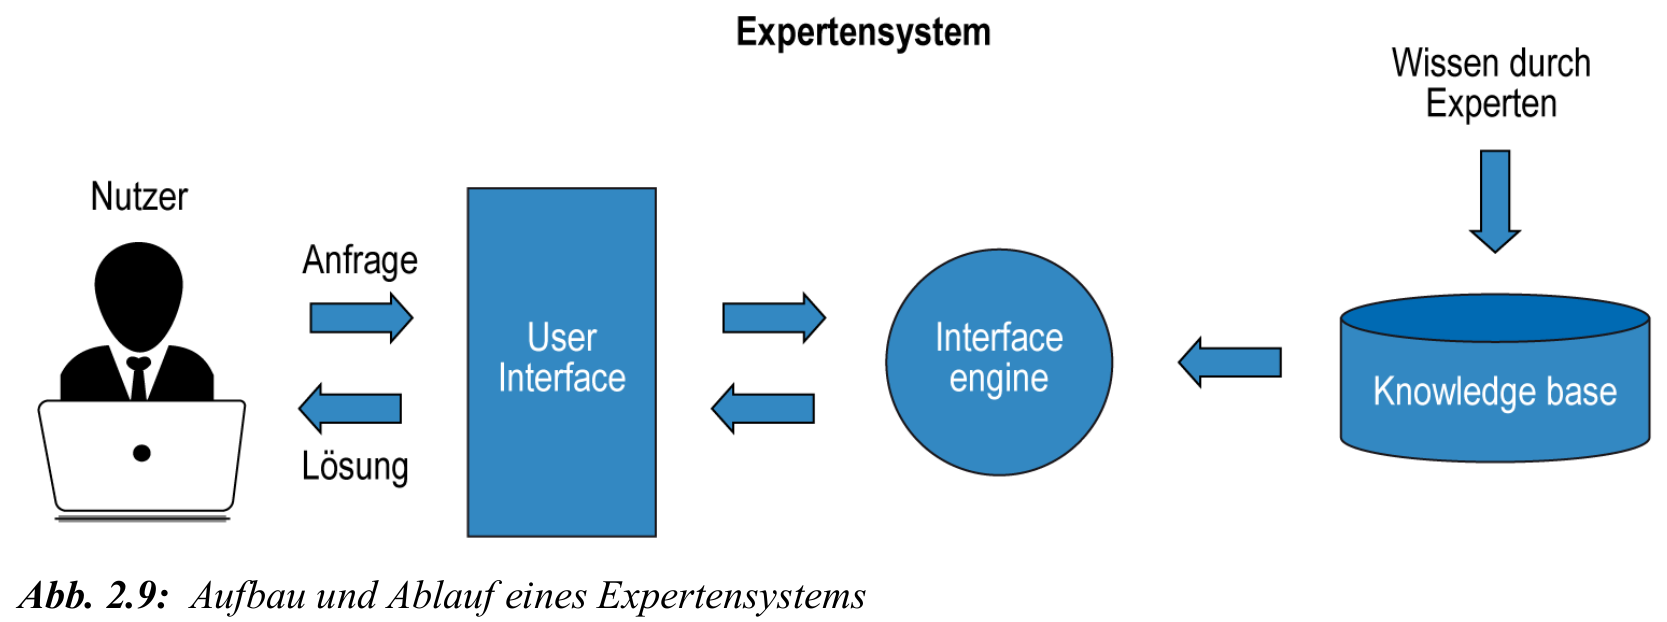 Expertensystem
Wissen durch
Experten
Nutzer
Anfrage
Lösung
User
Interface
Interface
engine
Knowledge base
Abb. 2.9: Aufbau und Ablauf eines Expertensystems